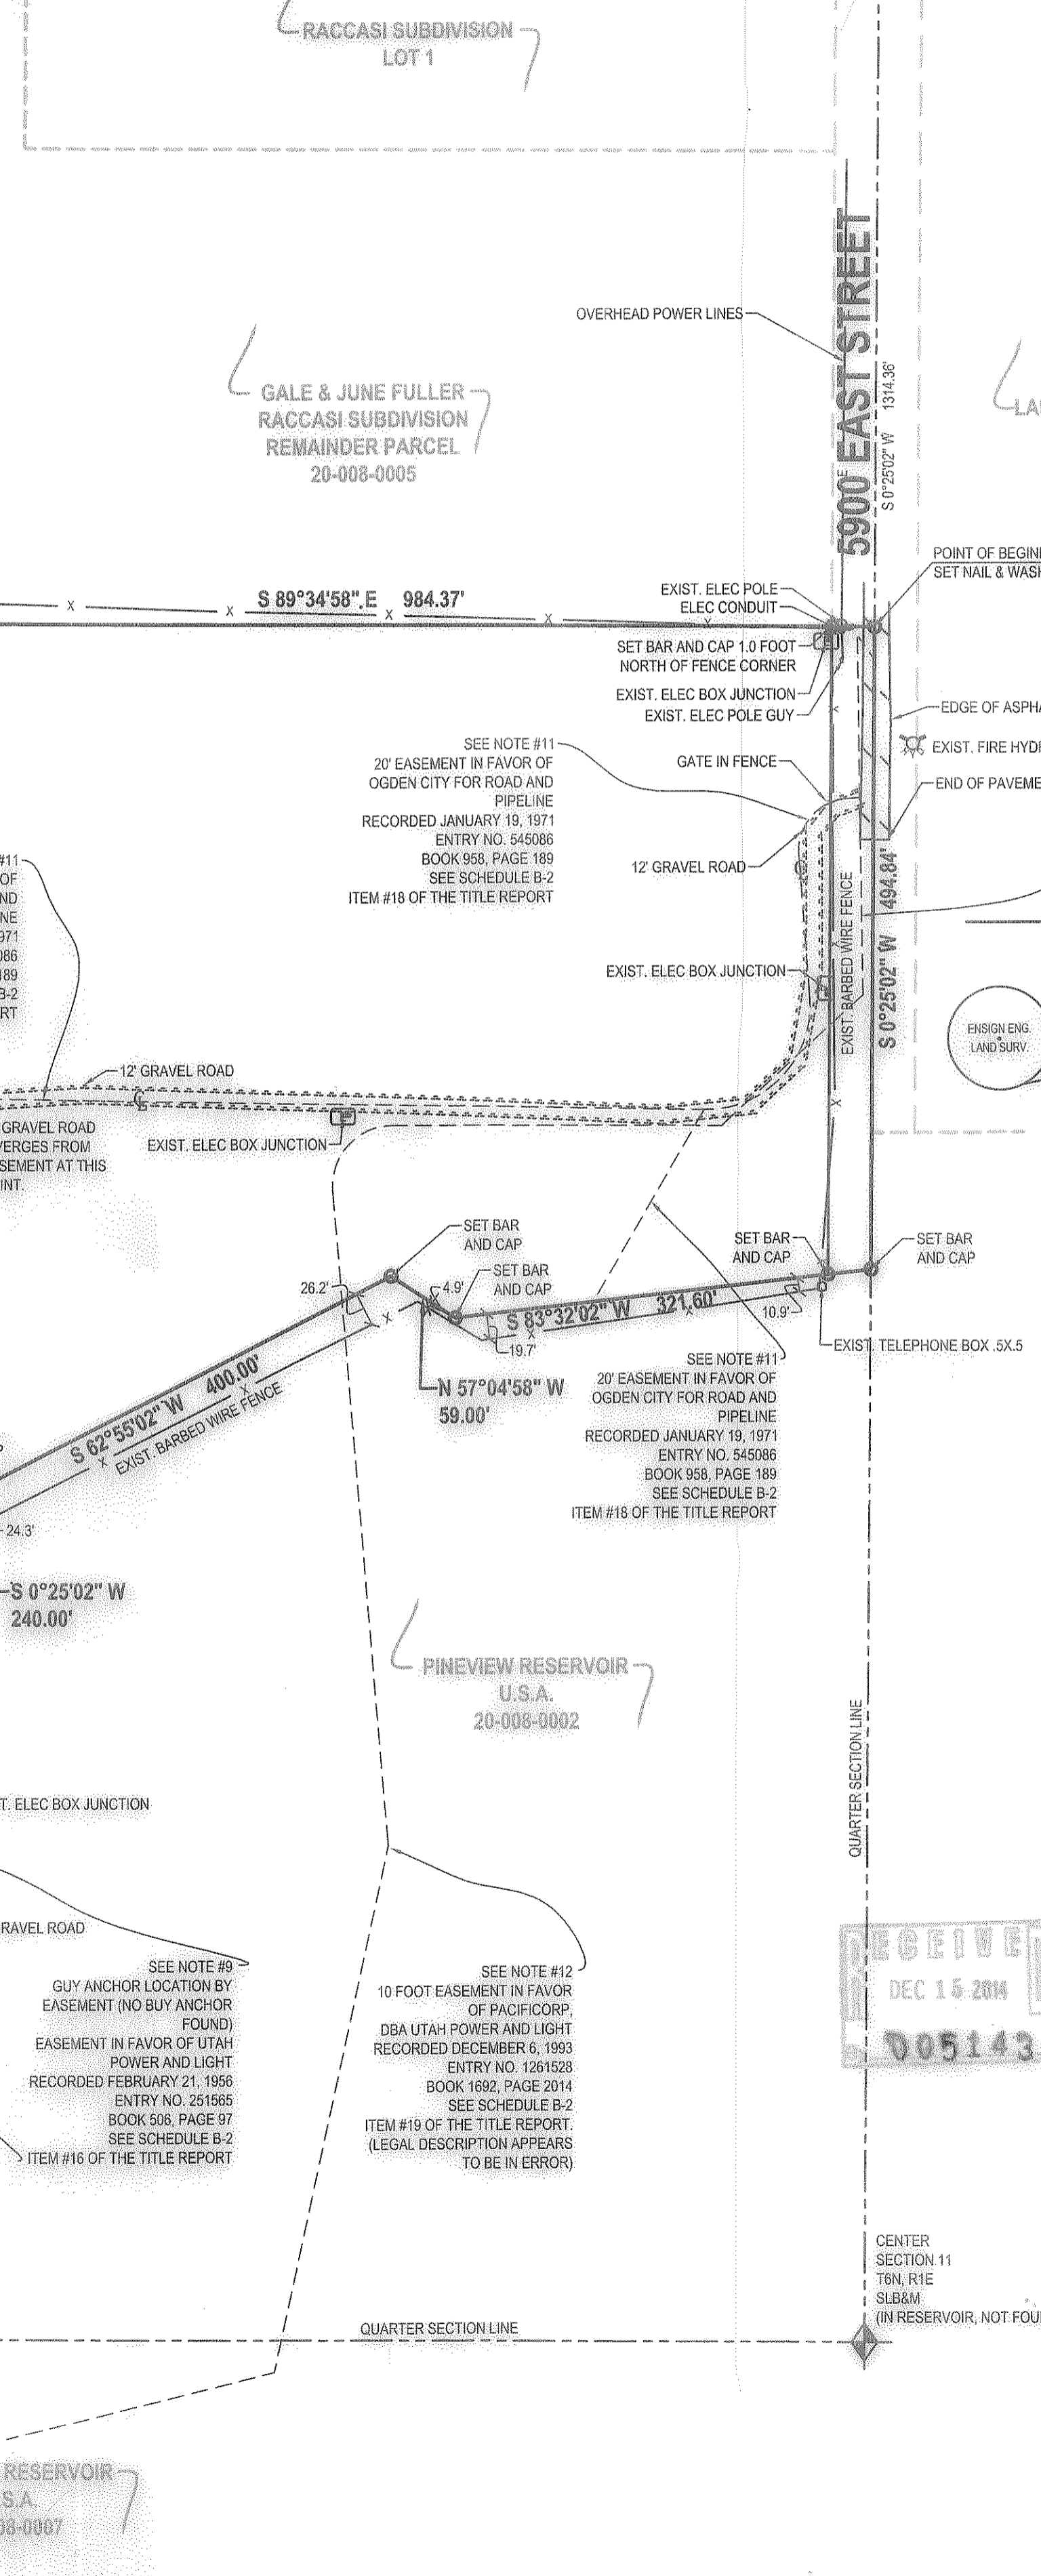 RACCASI SUBDIVISION
LOT 1
OVERHEAD POWER LINES
5900 EAST STREET
E
S 0°25'02" W 1314.36'
GALE & JUNE FULLER
RACCASI SUBDIVISION
REMAINDER PARCEL
20-008-0005
POINT OF
SET NAIL &
S 89°34'58" E 984.37'
EXIST. ELEC POLE
ELEC CONDUIT
SET BAR AND CAP 1.0 FOOT
NORTH OF FENCE CORNER
EXIST. ELEC BOX JUNCTION
EXIST. ELEC POLE GUY
EDGE OF
EXIST. FIRE
END OF
SEE NOTE #11
20' EASEMENT IN FAVOR OF
OGDEN CITY FOR ROAD AND
PIPELINE
RECORDED JANUARY 19, 1971
ENTRY NO. 545086
BOOK 958, PAGE 189
SEE SCHEDULE B-2
ITEM #18 OF THE TITLE REPORT
GATE IN FENCE
12' GRAVEL ROAD
#11
OF
EXIST. ELEC BOX JUNCTION
EXIST. BARBED WIRE FENCE
S 0°25'02" W 494.84'
ENSIGN ENG.
LAND SURV.
12' GRAVEL ROAD
GRAVEL ROAD
FROM
AT THIS
EXIST. ELEC BOX JUNCTION
SET BAR
AND CAP
SET BAR
AND CAP
SET BAR
AND CAP
SET BAR
AND CAP
26.2'
4.9'
S 83°32'02" W 321.60'
19.7'
10.9'
EXIST. TELEPHONE BOX .5X.5
N 57°04'58" W
59.00'
S 62°55'02" W 400.00'
EXIST. BARBED WIRE FENCE
24.3'
SEE NOTE #11
20' EASEMENT IN FAVOR OF
OGDEN CITY FOR ROAD AND
PIPELINE
RECORDED JANUARY 19, 1971
ENTRY NO. 545086
BOOK 958, PAGE 189
SEE SCHEDULE B-2
ITEM #18 OF THE TITLE REPORT
S 0°25'02" W
240.00'
PINEVIEW RESERVOIR
U.S.A.
20-008-0002
QUARTER SECTION LINE
ELEC BOX JUNCTION
ROAD
SEE NOTE #9
GUY ANCHOR LOCATION BY
EASEMENT (NO BUY ANCHOR
FOUND)
EASEMENT IN FAVOR OF UTAH
POWER AND LIGHT
RECORDED FEBRUARY 21, 1956
ENTRY NO. 251565
BOOK 506, PAGE 97
SEE SCHEDULE B-2
ITEM #16 OF THE TITLE REPORT
SEE NOTE #12
10 FOOT EASEMENT IN FAVOR
OF PACIFICORP,
DBA UTAH POWER AND LIGHT
RECORDED DECEMBER 6, 1993
ENTRY NO. 1261528
BOOK 1692, PAGE 2014
SEE SCHEDULE B-2
ITEM #19 OF THE TITLE REPORT.
(LEGAL DESCRIPTION APPEARS
TO BE IN ERROR)
DEC 15 2014
005143
CENTER
SECTION 11
T6N, R1E
SLB&M
(IN RESERVOIR, NOT
QUARTER SECTION LINE
RESERVOIR